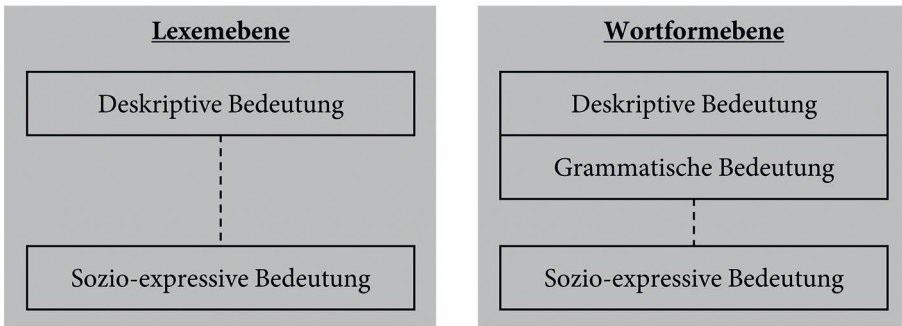 Lexemebene
Deskriptive Bedeutung
Sozio-expressive Bedeutung
Wortformebene
Deskriptive Bedeutung
Grammatische Bedeutung
Sozio-expressive Bedeutung